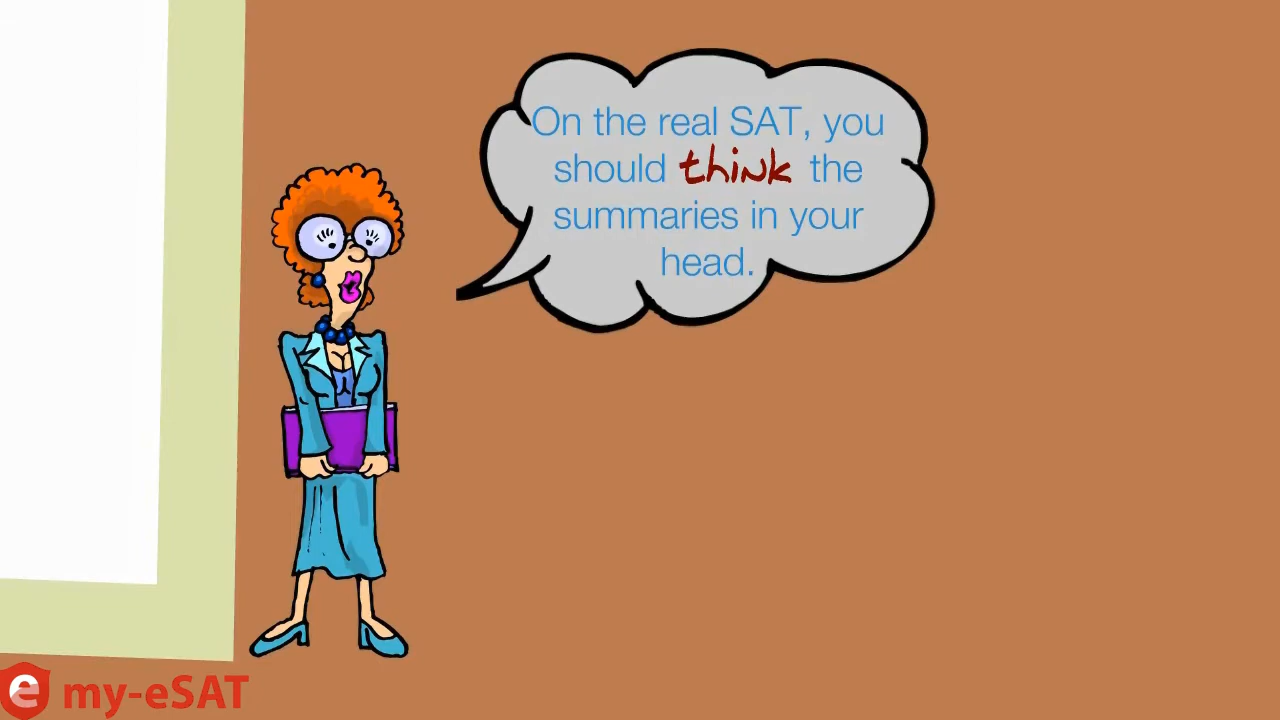 On the real SAT, you
should think the
summaries in your
head.
e my-eSAT